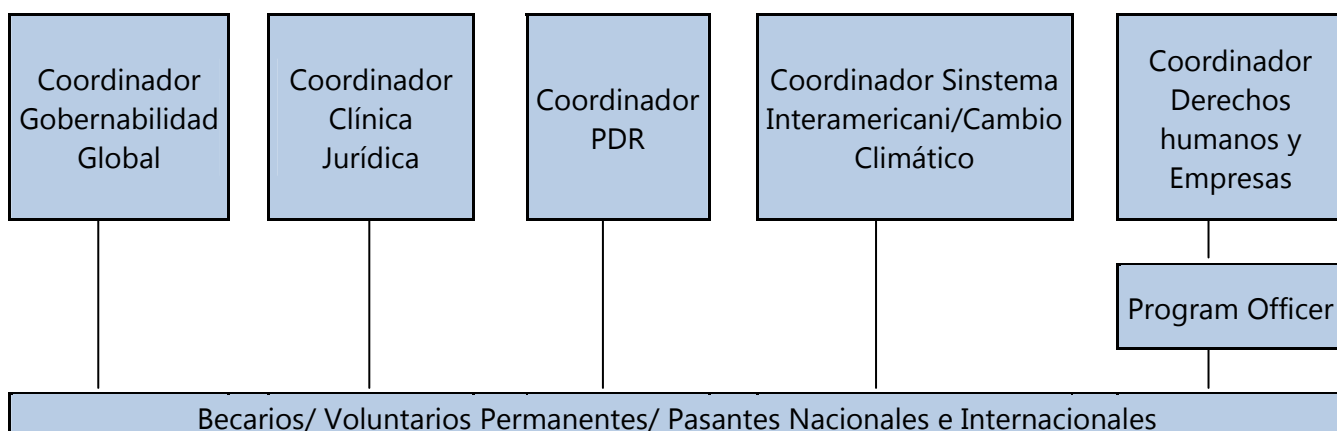 Coordinador
Gobernabilidad
Global
Coordinador
Clínica
Jurídica
Coordinador
PDR
Coordinador Sinstema
Interamericani/Cambio
Climático
Coordinador
Derechos
humanos y
Empresas
Program Officer
Becarios/ Voluntarios Permanentes/ Pasantes Nacionales e Internacionales